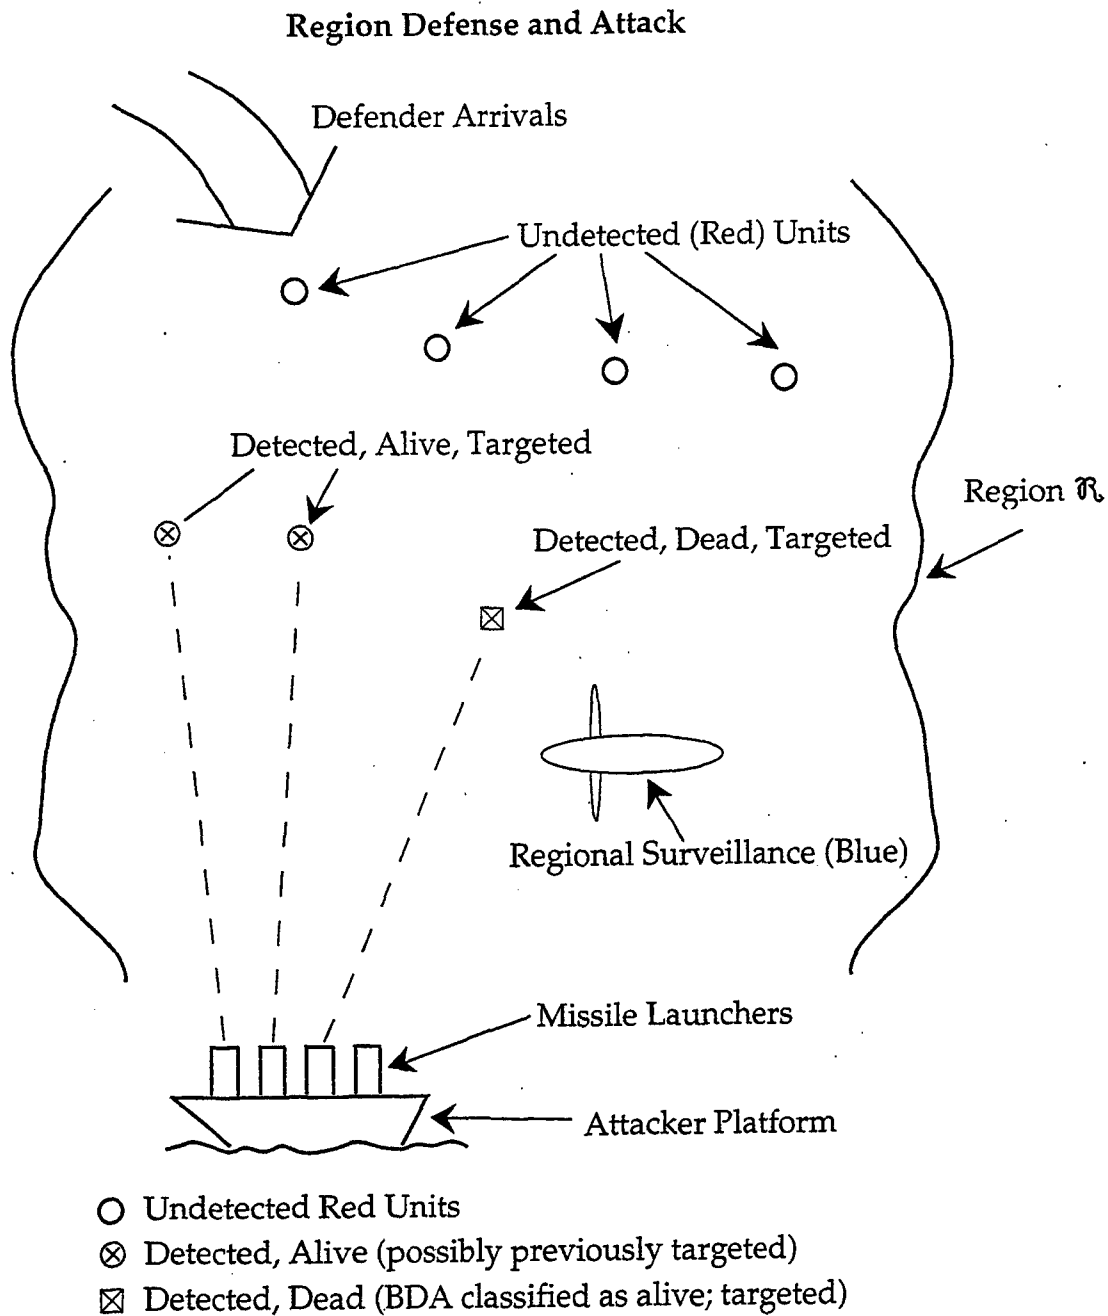 Region Defense and Attack
Defender Arrivals
Undetected (Red) Units
Detected, Alive, Targeted
Region ℜ
Detected, Dead, Targeted
Regional Surveillance (Blue)
Missile Launchers
Attacker Platform
Undetected Red Units
Detected, Alive (possibly previously targeted)
Detected, Dead (BDA classified as alive; targeted)